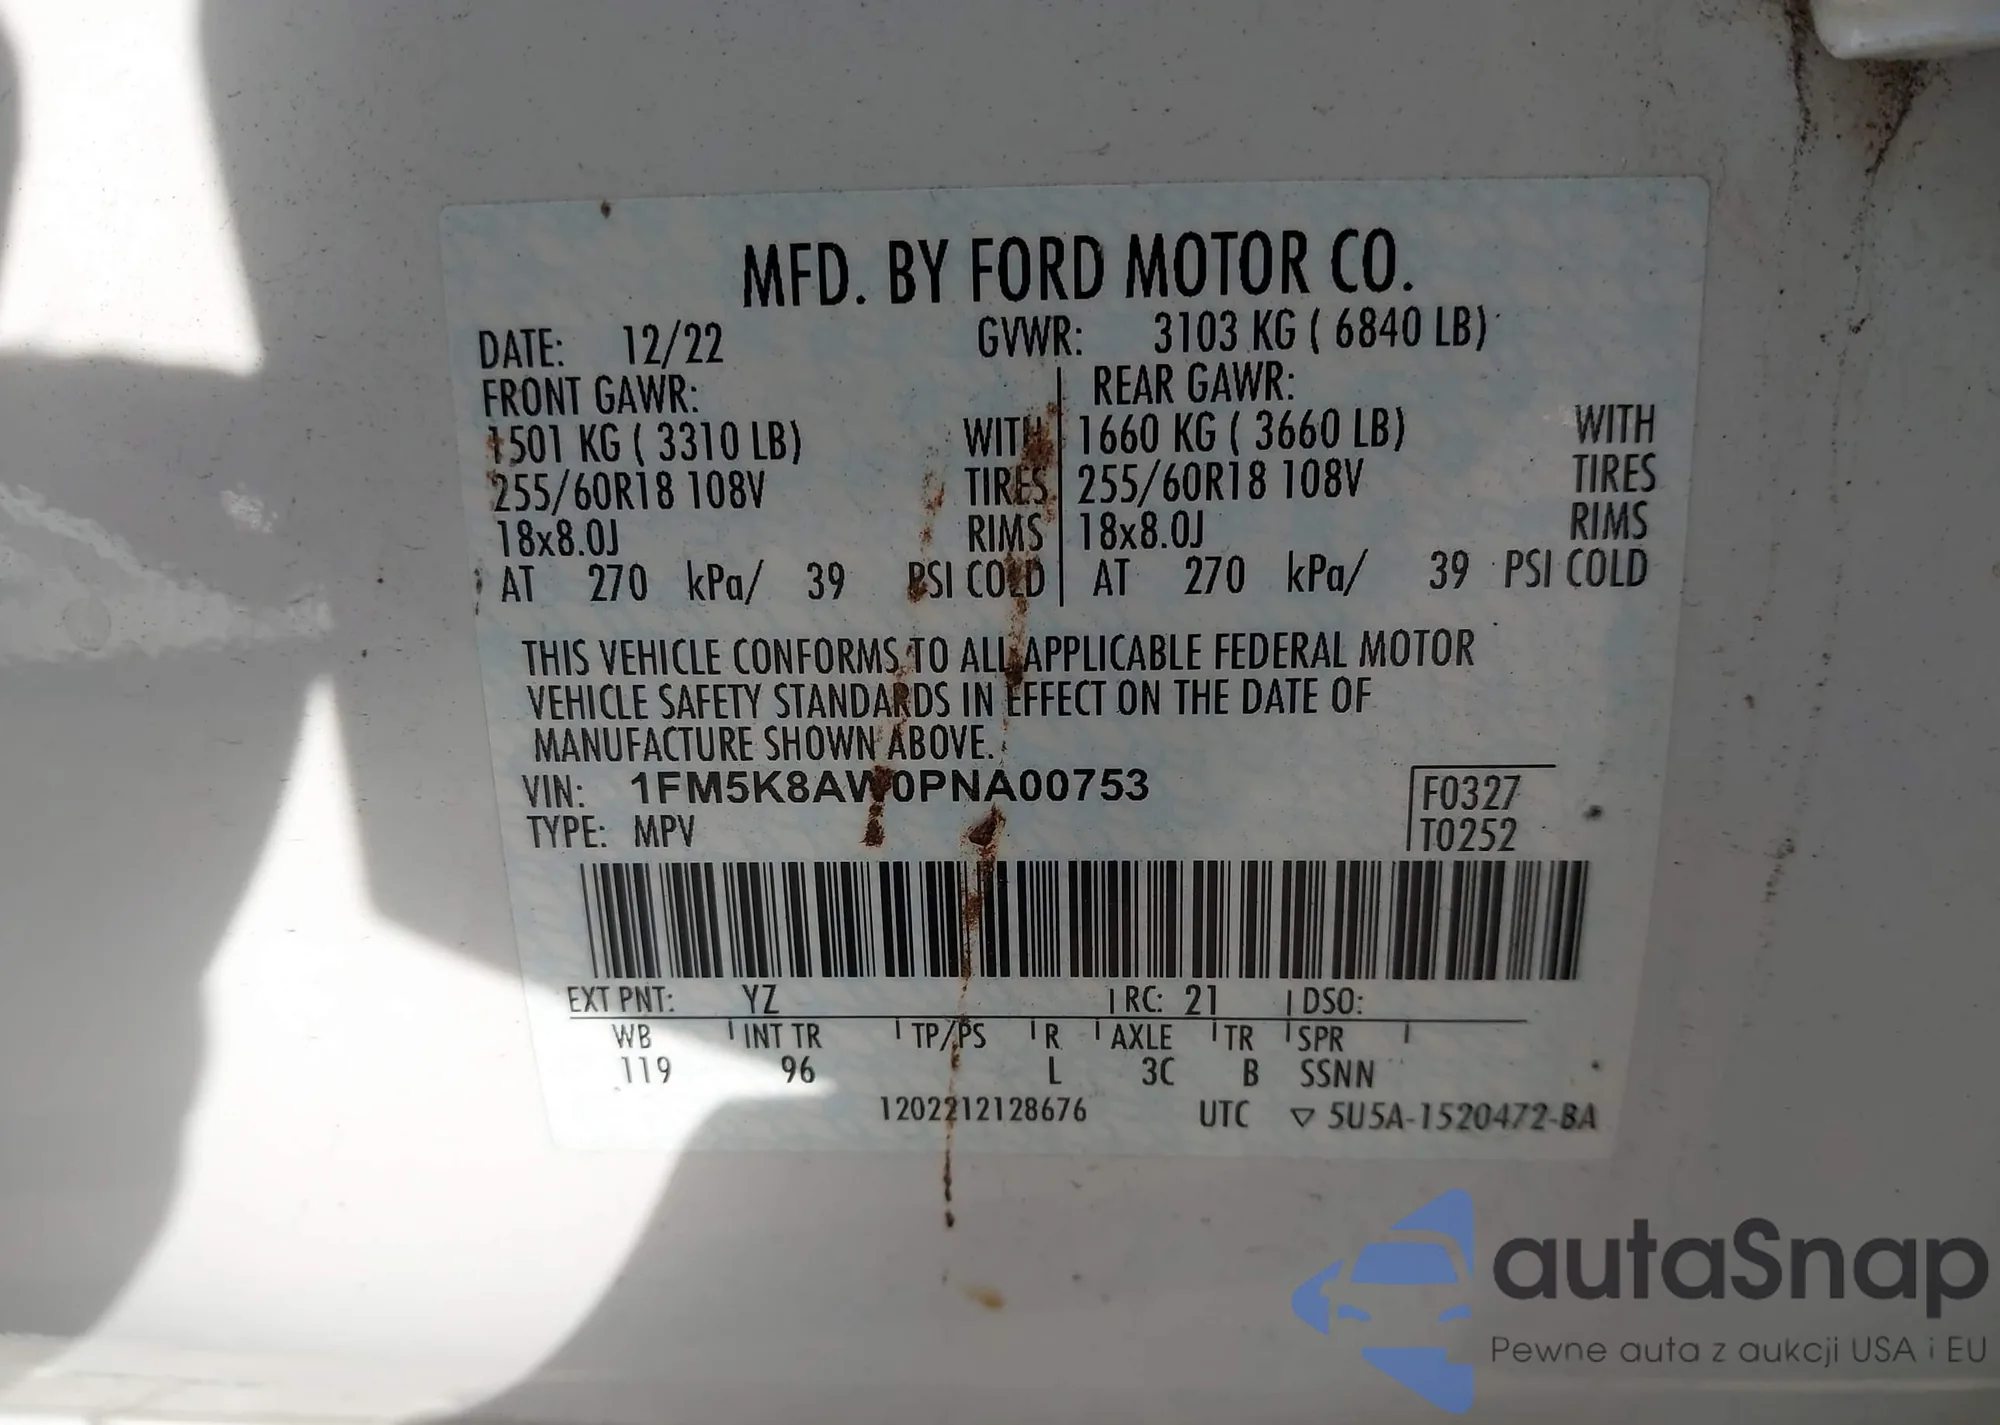 MFD. BY FORD MOTOR CO.
DATE: 12/22 GVWR: 3103 KG ( 6840 LB)
FRONT GAWR: REAR GAWR:
1501 KG ( 3310 LB) WITH 1660 KG ( 3660 LB) WITH
255/60R18 108V TIRES 255/60R18 108V TIRES
18x8.0J RIMS 18x8.0J RIMS
AT 270 kPa/ 39 PSI COLD AT 270 kPa/ 39 PSI COLD
THIS VEHICLE CONFORMS TO ALL APPLICABLE FEDERAL MOTOR
VEHICLE SAFETY STANDARDS IN EFFECT ON THE DATE OF
MANUFACTURE SHOWN ABOVE.
VIN: 1FM5K8AW0PNA00753 F0327
TYPE: MPV T0252
EXT PNT: YZ RC: 21 DSO:
WB INT TR TP/PS R AXLE TR SPR
119 96 L 3C B SSNN
1202212128676 UTC ▽ 5U5A-1520472-BA
autaSnap
Pewne auta z aukcji USA i EU